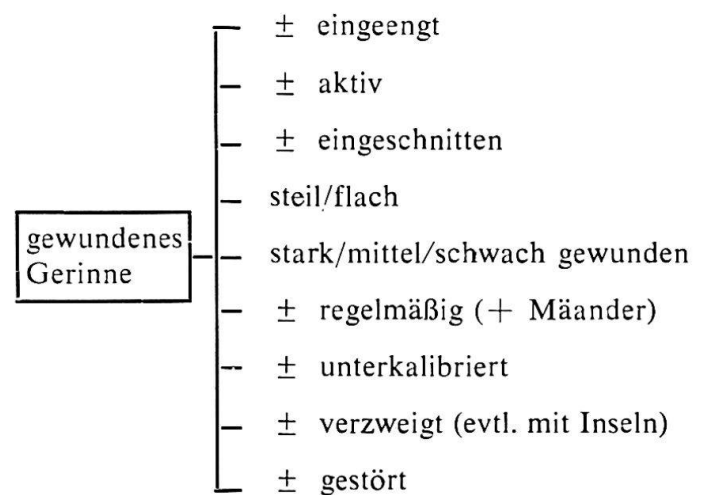 ± eingeengt
± aktiv
± eingeschnitten
steil/flach
gewundenes
Gerinne
stark/mittel/schwach gewunden
± regelmäßig (+ Mäander)
± unterkalibriert
± verzweigt (evtl. mit Inseln)
± gestört